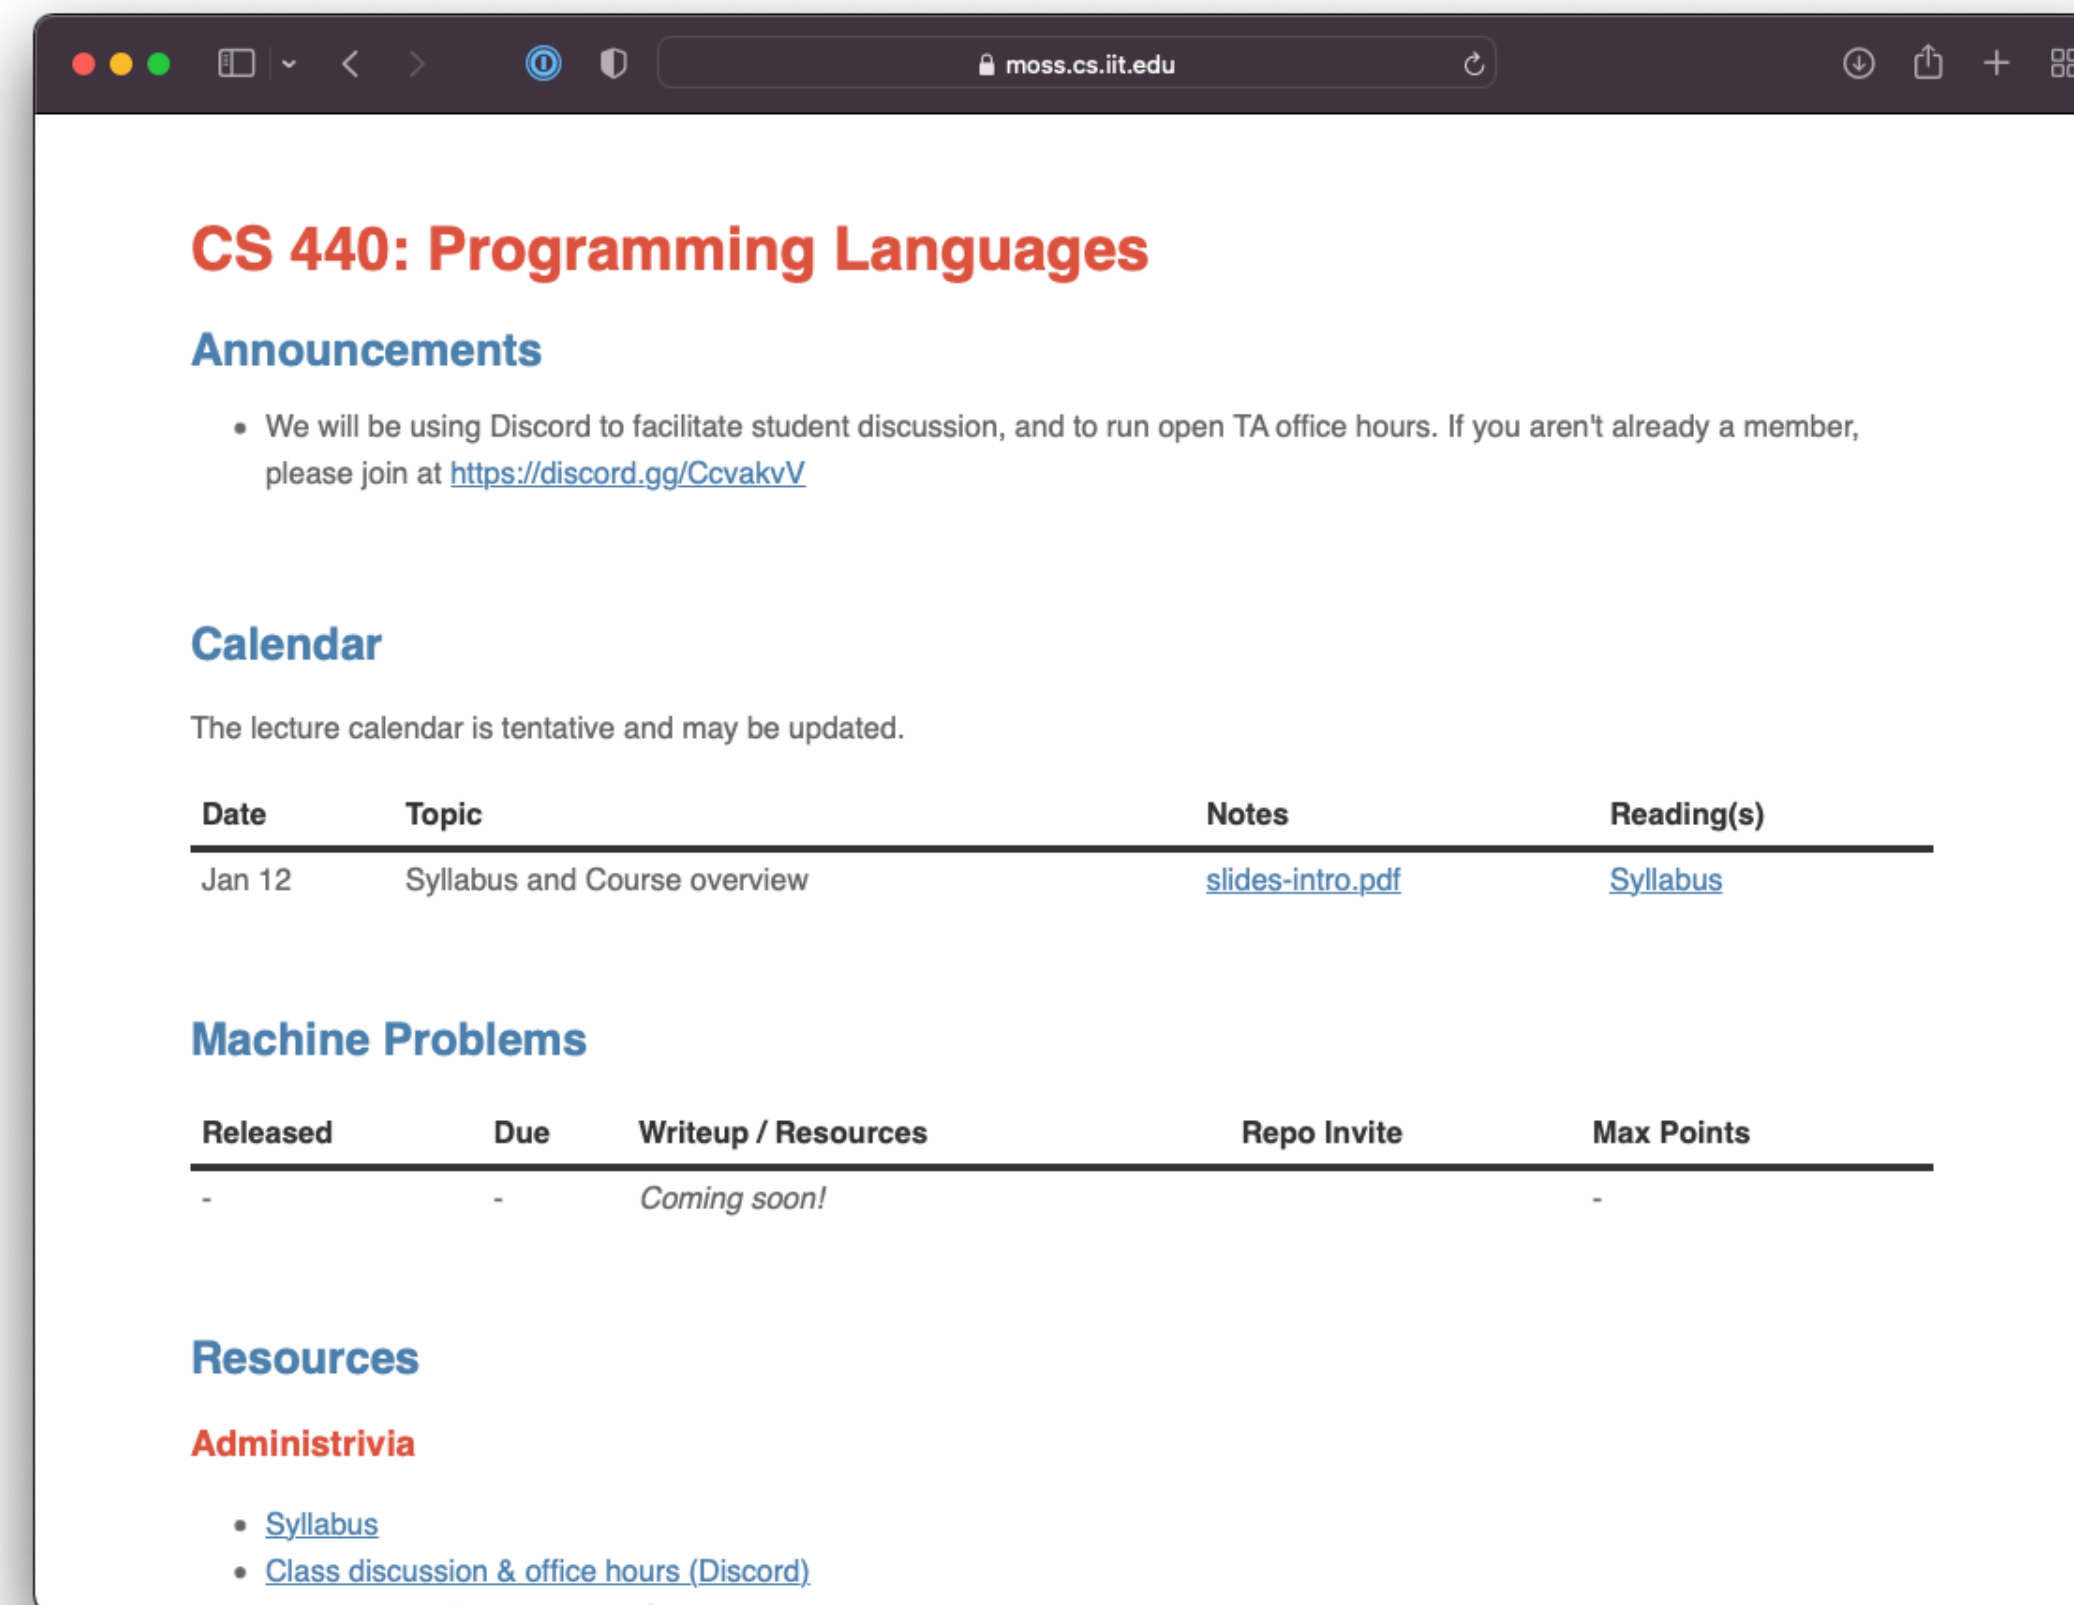 moss.cs.iit.edu
CS 440: Programming Languages
Announcements
• We will be using Discord to facilitate student discussion, and to run open TA office hours. If you aren't already a member,
please join at https://discord.gg/CcvakvV
Calendar
The lecture calendar is tentative and may be updated.
Date Topic Notes Reading(s)
Jan 12 Syllabus and Course overview slides-intro.pdf Syllabus
Machine Problems
Released Due Writeup / Resources Repo Invite Max Points
- - Coming soon! -
Resources
Administrivia
• Syllabus
• Class discussion & office hours (Discord)